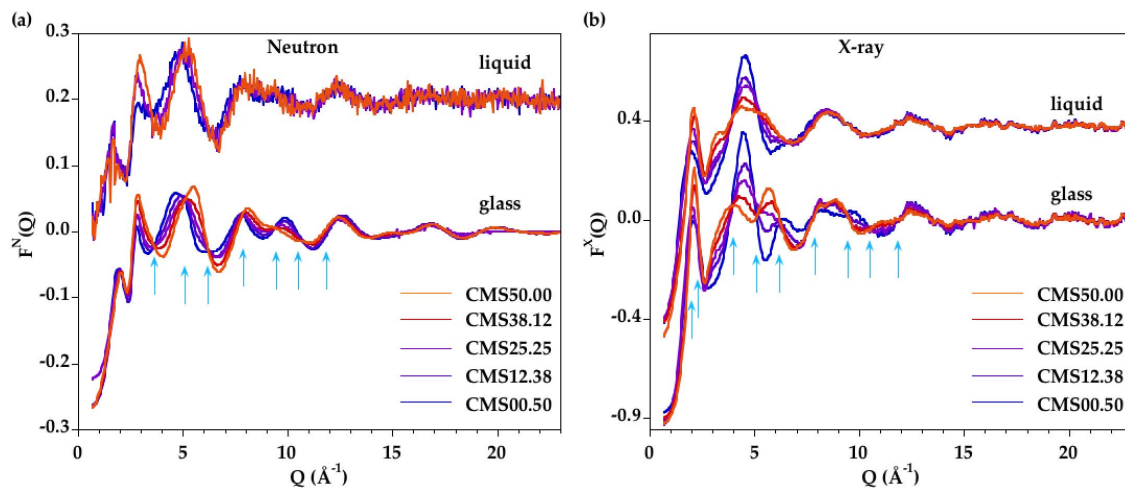 (a)
Neutron
liquid
glass
0.3
0.2
0.1
0.0
-0.1
-0.2
-0.3
F^N(Q)
CMS50.00
CMS38.12
CMS25.25
CMS12.38
CMS00.50
0 5 10 15 20
Q (Å⁻¹)
(b)
X-ray
liquid
glass
0.4
0.0
-0.4
-0.9
F^X(Q)
CMS50.00
CMS38.12
CMS25.25
CMS12.38
CMS00.50
0 5 10 15 20
Q (Å⁻¹)